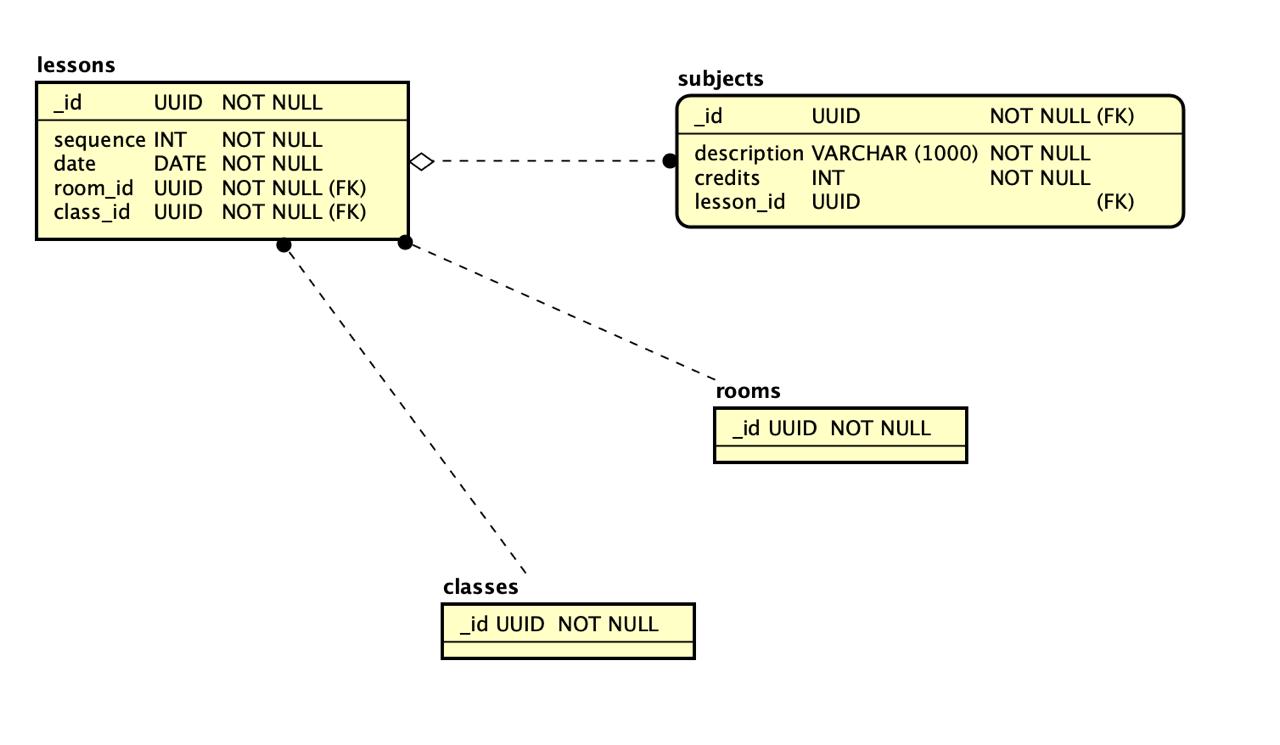 lessons
_id UUID NOT NULL
sequence INT NOT NULL
date DATE NOT NULL
room_id UUID NOT NULL (FK)
class_id UUID NOT NULL (FK)
subjects
_id UUID NOT NULL (FK)
description VARCHAR (1000) NOT NULL
credits INT NOT NULL
lesson_id UUID (FK)
rooms
_id UUID NOT NULL
classes
_id UUID NOT NULL